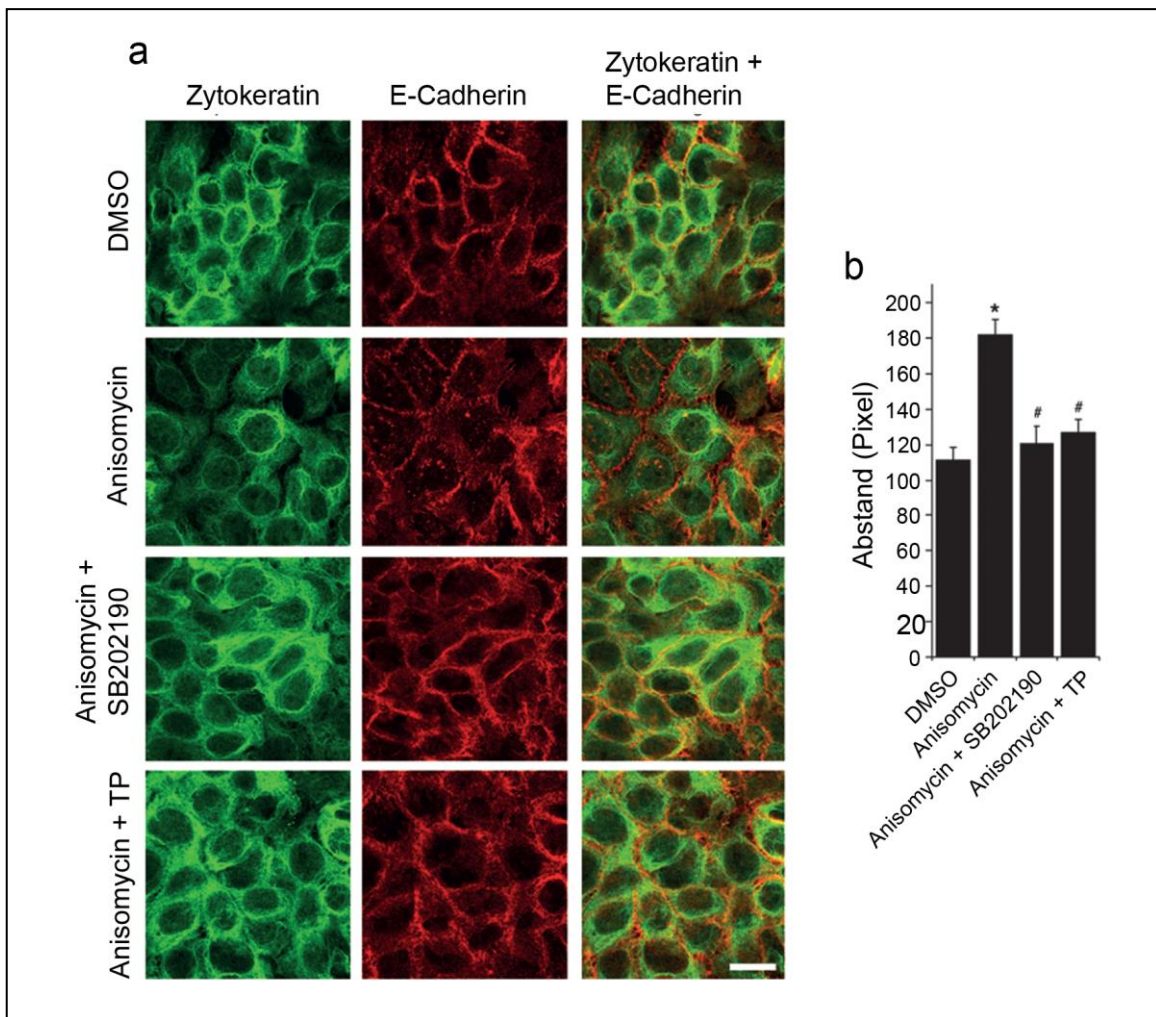 a
Zytokeratin
E-Cadherin
Zytokeratin +
E-Cadherin
DMSO
Anisomycin
Anisomycin +
SB202190
Anisomycin + TP
b
Abstand (Pixel)
200
180
160
140
120
100
80
60
40
20
0
*
#
#
DMSO
Anisomycin
Anisomycin + SB202190
Anisomycin + TP